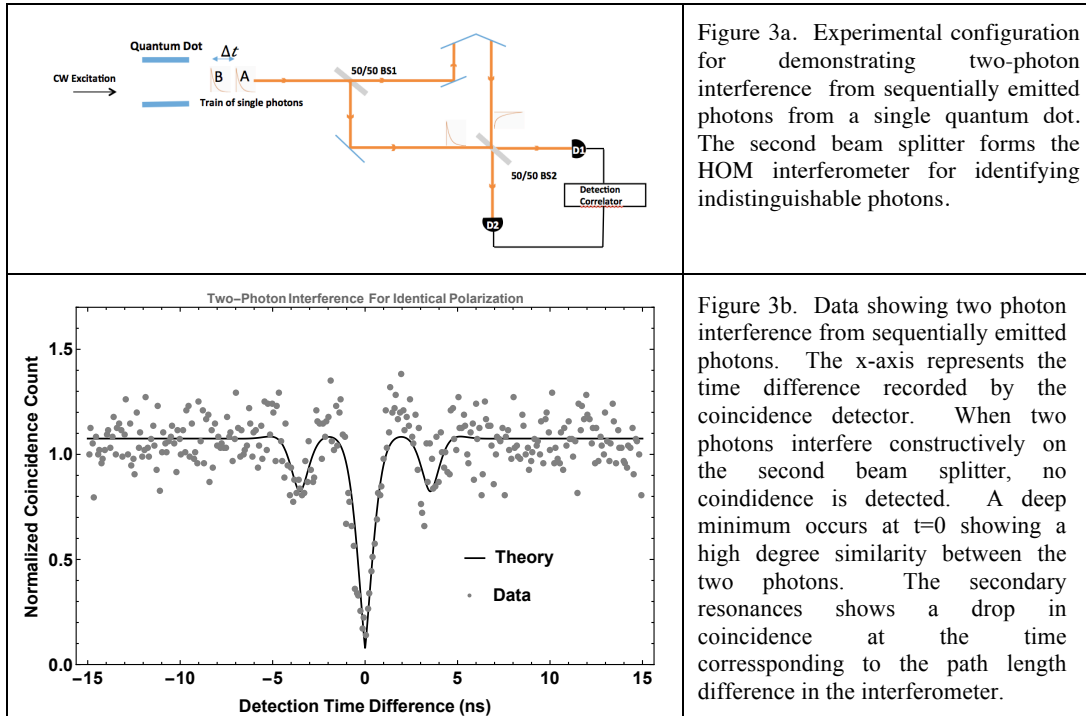 Quantum Dot
Δt
CW Excitation
B A
Train of single photons
50/50 BS1
50/50 BS2
D1
Detection
Correlator
D2
Figure 3a. Experimental configuration
for demonstrating two-photon
interference from sequentially emitted
photons from a single quantum dot.
The second beam splitter forms the
HOM interferometer for identifying
indistinguishable photons.
Two-Photon Interference For Identical Polarization
Normalized Coincidence Count
1.5
1.0
0.5
0.0
Theory
Data
-15 -10 -5 0 5 10 15
Detection Time Difference (ns)
Figure 3b. Data showing two photon
interference from sequentially emitted
photons. The x-axis represents the
time difference recorded by the
coincidence detector. When two
photons interfere constructively on
the second beam splitter, no
coindidence is detected. A deep
minimum occurs at t=0 showing a
high degree similarity between the
two photons. The secondary
resonances shows a drop in
coincidence at the time
corressponding to the path length
difference in the interferometer.